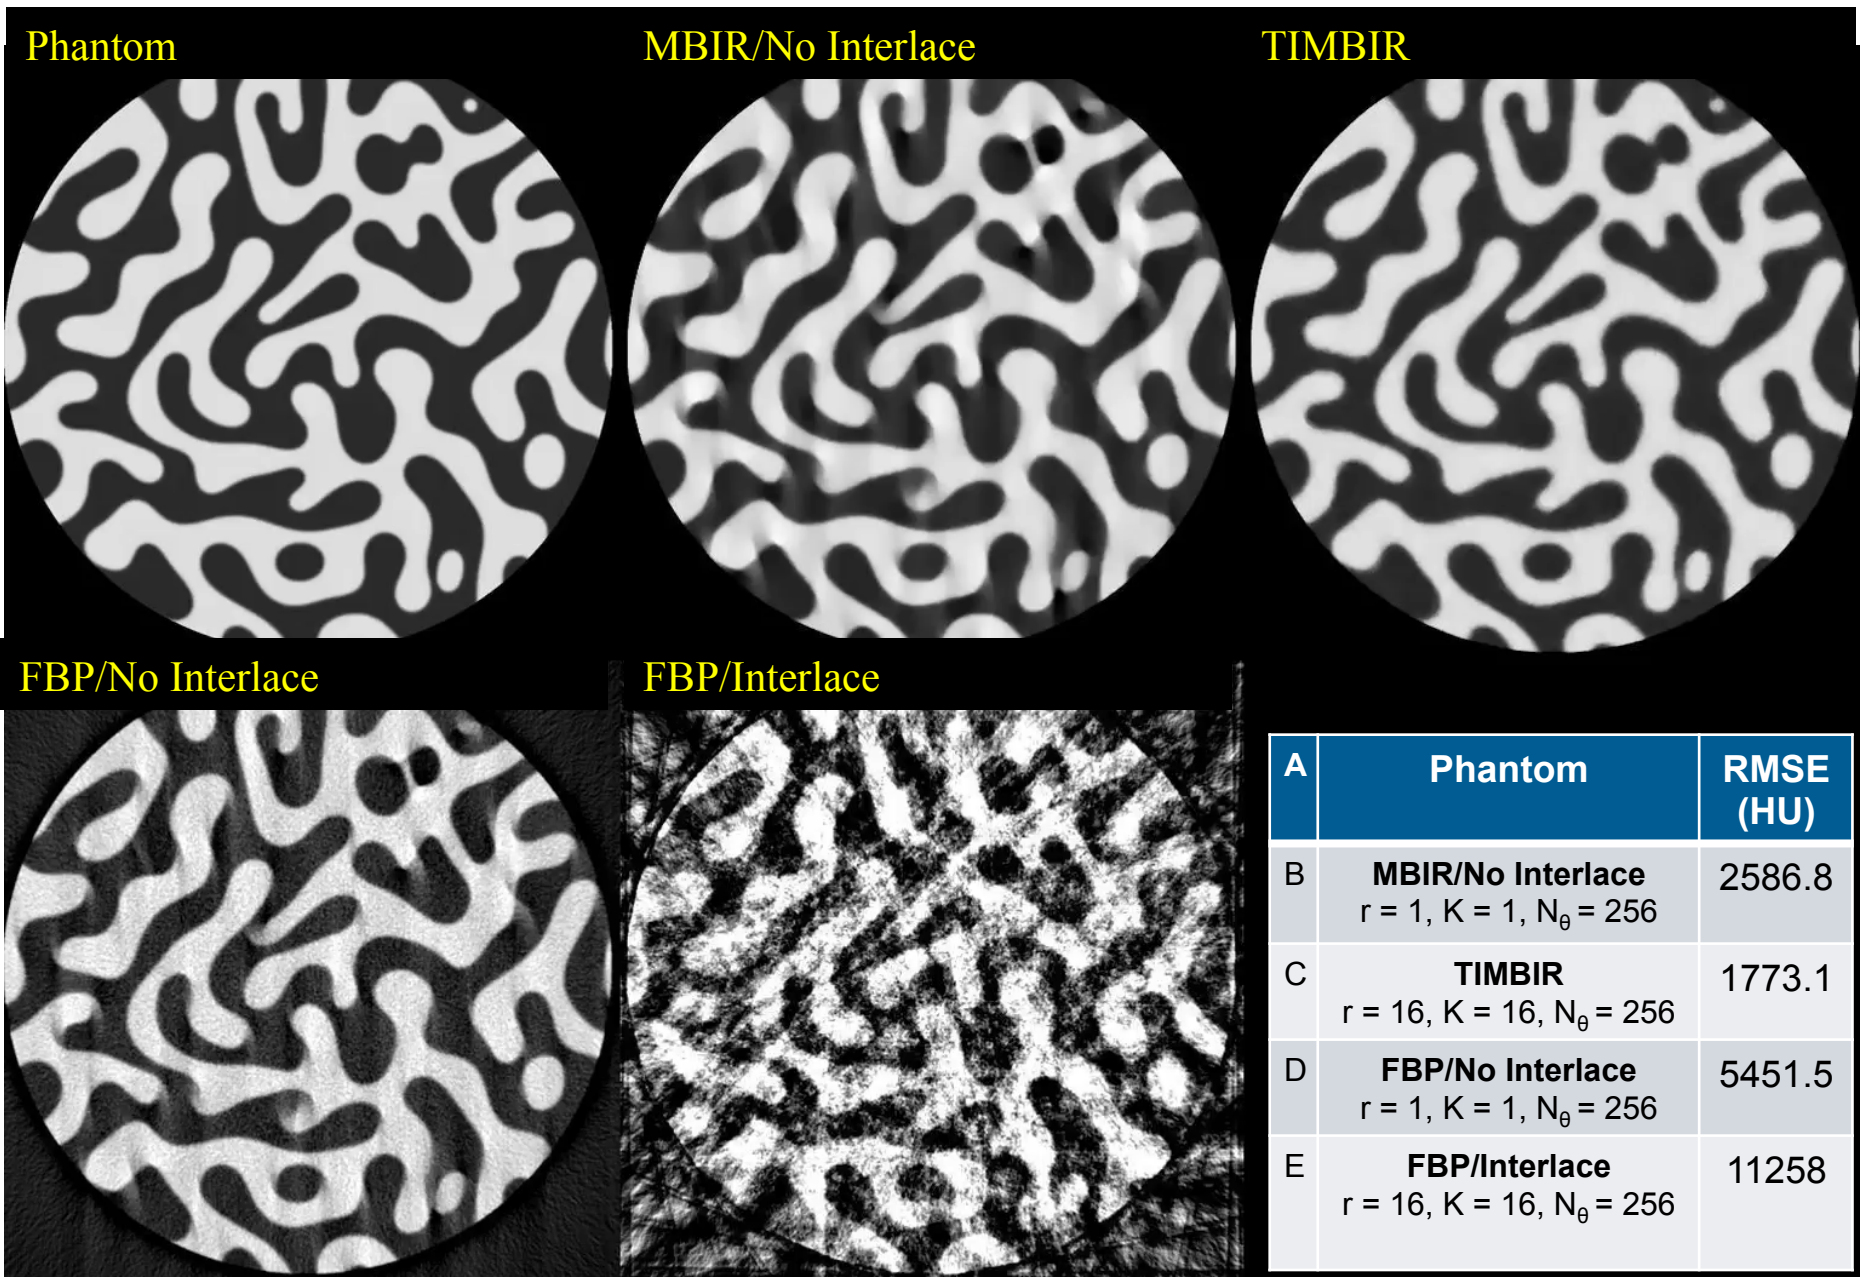 Phantom
MBIR/No Interlace
TIMBIR
FBP/No Interlace
FBP/Interlace
A Phantom RMSE
(HU)
B MBIR/No Interlace 2586.8
r = 1, K = 1, Nθ = 256
C TIMBIR 1773.1
r = 16, K = 16, Nθ = 256
D FBP/No Interlace 5451.5
r = 1, K = 1, Nθ = 256
E FBP/Interlace 11258
r = 16, K = 16, Nθ = 256